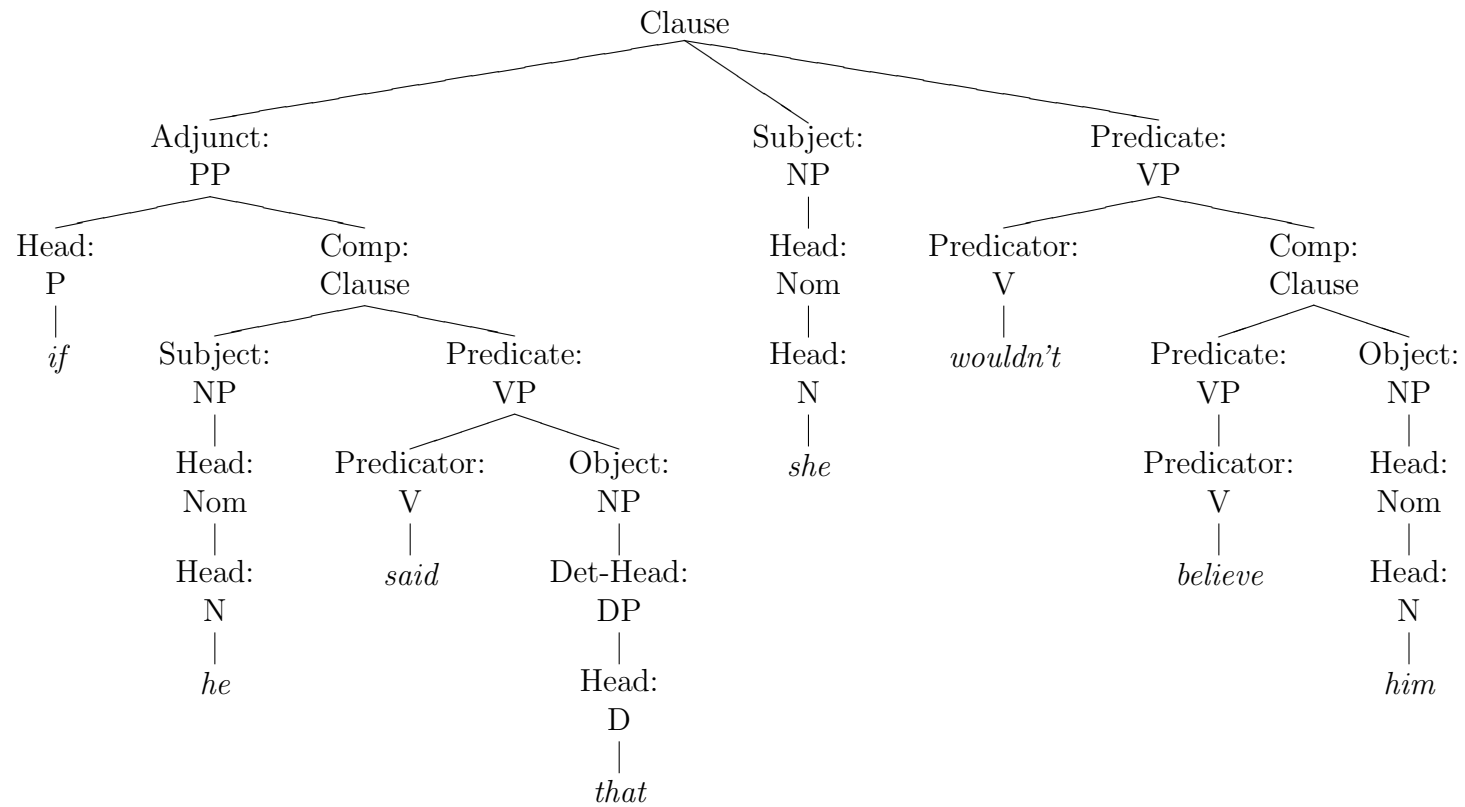 Clause
Adjunct: Subject: Predicate:
PP NP VP
Head: Comp: Head: Predicator: Comp:
P Clause Nom V Clause
if Subject: Predicate: Head: wouldn't Predicate: Object:
NP VP N VP NP
Head: Predicator: Object: she Predicator: Head:
Nom V NP V Nom
Head: said Det-Head: believe Head:
N DP N
he Head: him
D
that